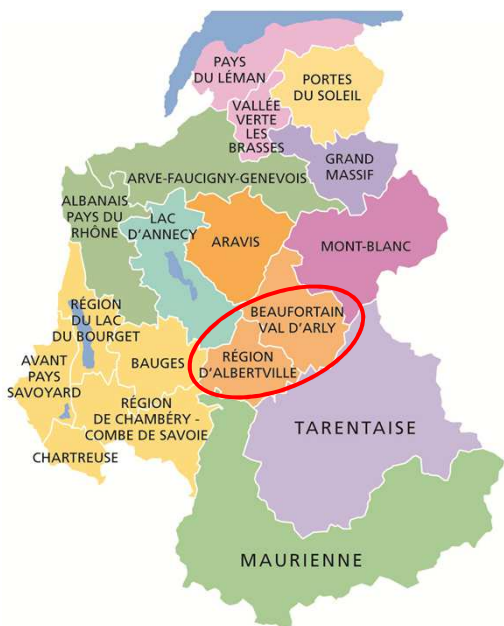 PAYS
DU LÉMAN
PORTES
DU SOLEIL
VALLÉE
VERTE
LES
BRASSES
GRAND
MASSIF
ARVE-FAUCIGNY-GENEVOIS
ALBANAIS
PAYS DU
RHÔNE
LAC
D'ANNECY
ARAVIS
MONT-BLANC
RÉGION
DU LAC
DU BOURGET
BEAUFORTAIN
VAL D'ARLY
AVANT
PAYS
SAVOYARD
BAUGES
RÉGION
D'ALBERTVILLE
RÉGION
DE CHAMBÉRY -
COMBE DE SAVOIE
TARENTAISE
CHARTREUSE
MAURIENNE